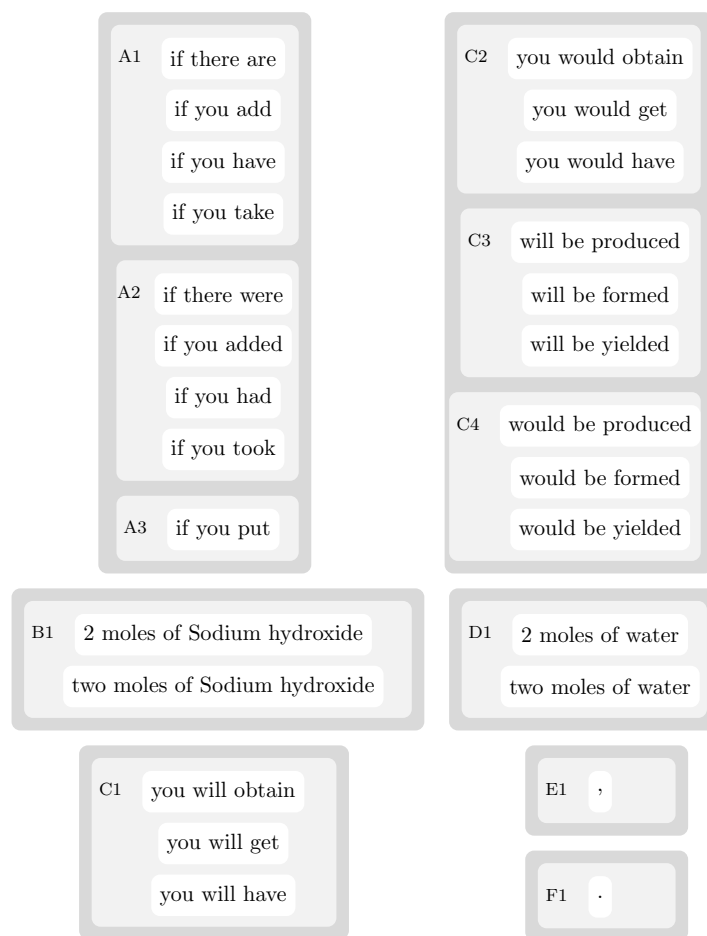 A1 if there are
if you add
if you have
if you take
A2 if there were
if you added
if you had
if you took
A3 if you put
C2 you would obtain
you would get
you would have
C3 will be produced
will be formed
will be yielded
C4 would be produced
would be formed
would be yielded
B1 2 moles of Sodium hydroxide
two moles of Sodium hydroxide
D1 2 moles of water
two moles of water
C1 you will obtain
you will get
you will have
E1 ,
F1 .